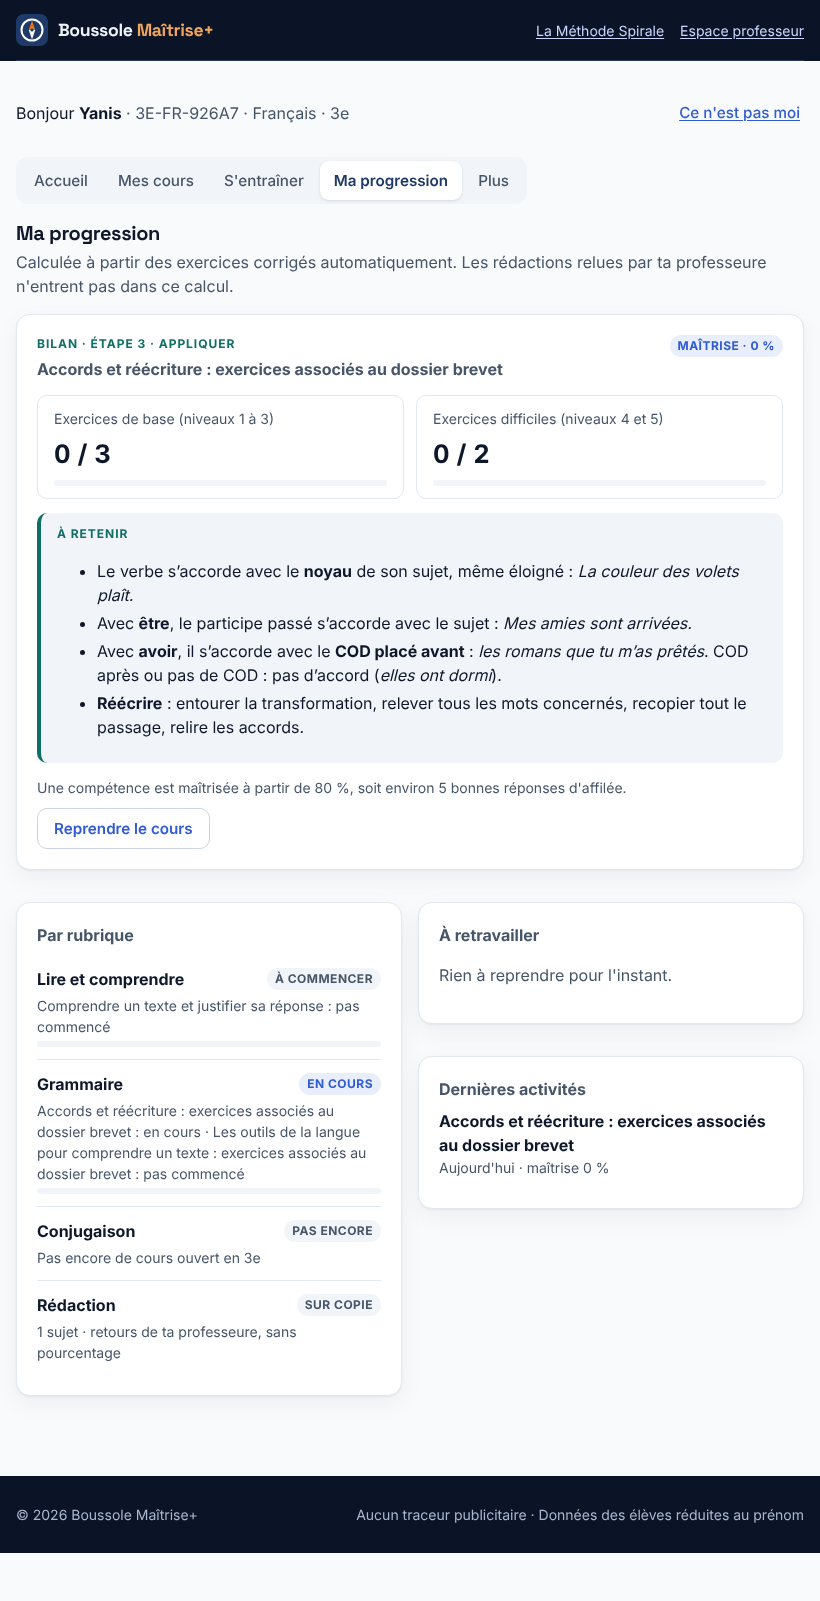 Boussole Maîtrise+
La Méthode Spirale
Espace professeur
Bonjour Yanis · 3E-FR-926A7 · Français · 3e
Ce n'est pas moi
Accueil
Mes cours
S'entraîner
Ma progression
Plus
Ma progression
Calculée à partir des exercices corrigés automatiquement. Les rédactions relues par ta professeure
n'entrent pas dans ce calcul.
BILAN · ÉTAPE 3 · APPLIQUER
MAÎTRISE · 0 %
Accords et réécriture : exercices associés au dossier brevet
Exercices de base (niveaux 1 à 3)
0 / 3
Exercices difficiles (niveaux 4 et 5)
0 / 2
À RETENIR
• Le verbe s’accorde avec le noyau de son sujet, même éloigné : La couleur des volets
plaît.
• Avec être, le participe passé s’accorde avec le sujet : Mes amies sont arrivées.
• Avec avoir, il s’accorde avec le COD placé avant : les romans que tu m’as prêtés. COD
après ou pas de COD : pas d’accord (elles ont dormi).
• Réécrire : entourer la transformation, relever tous les mots concernés, recopier tout le
passage, relire les accords.
Une compétence est maîtrisée à partir de 80 %, soit environ 5 bonnes réponses d'affilée.
Reprendre le cours
Par rubrique
Lire et comprendre
À COMMENCER
Comprendre un texte et justifier sa réponse : pas
commencé
Grammaire
EN COURS
Accords et réécriture : exercices associés au
dossier brevet : en cours · Les outils de la langue
pour comprendre un texte : exercices associés au
dossier brevet : pas commencé
Conjugaison
PAS ENCORE
Pas encore de cours ouvert en 3e
Rédaction
SUR COPIE
1 sujet · retours de ta professeure, sans
pourcentage
À retravailler
Rien à reprendre pour l'instant.
Dernières activités
Accords et réécriture : exercices associés
au dossier brevet
Aujourd'hui · maîtrise 0 %
© 2026 Boussole Maîtrise+
Aucun traceur publicitaire · Données des élèves réduites au prénom